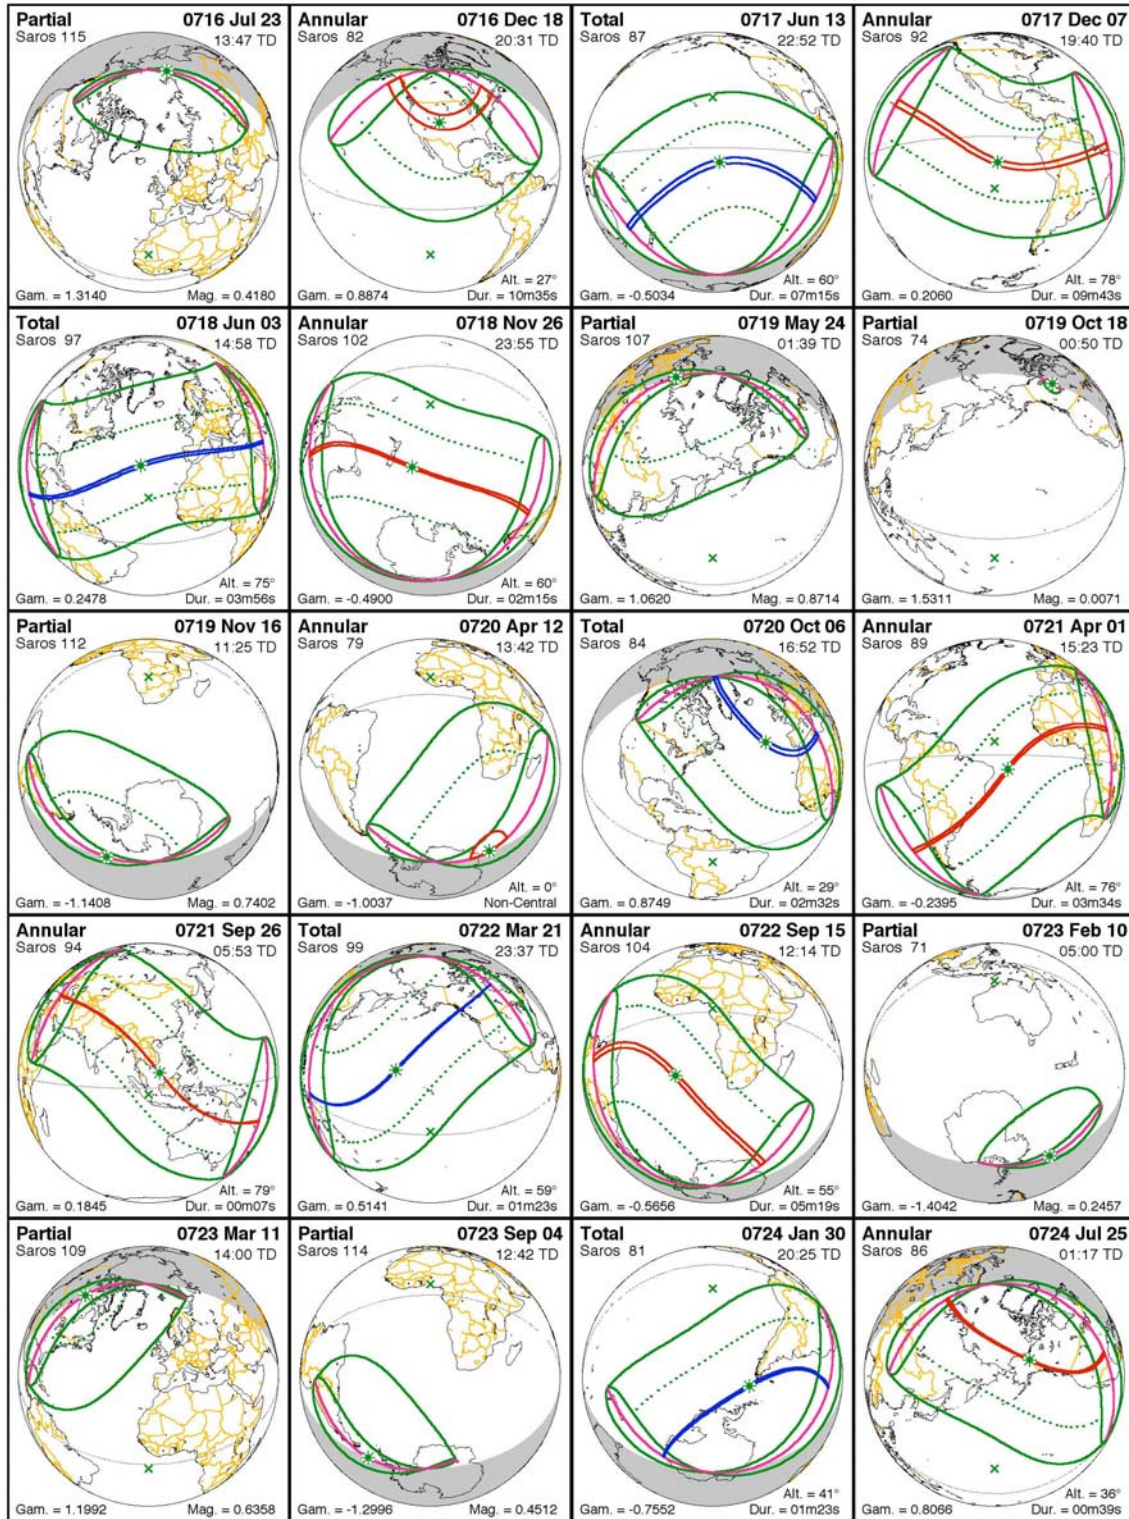 Partial 0716 Jul 23
Saros 115 13:47 TD
Gam. = 1.3140 Mag. = 0.4180
Annular 0716 Dec 18
Saros 82 20:31 TD
Alt. = 27°
Gam. = 0.8874 Dur. = 10m35s
Total 0717 Jun 13
Saros 87 22:52 TD
Alt. = 60°
Gam. = -0.5034 Dur. = 07m15s
Annular 0717 Dec 07
Saros 92 19:40 TD
Alt. = 78°
Gam. = 0.2060 Dur. = 09m43s
Total 0718 Jun 03
Saros 97 14:58 TD
Alt. = 75°
Gam. = 0.2478 Dur. = 03m56s
Annular 0718 Nov 26
Saros 102 23:55 TD
Alt. = 60°
Gam. = -0.4900 Dur. = 02m15s
Partial 0719 May 24
Saros 107 01:39 TD
Gam. = 1.0620 Mag. = 0.8714
Partial 0719 Oct 18
Saros 74 00:50 TD
Gam. = 1.5311 Mag. = 0.0071
Partial 0719 Nov 16
Saros 112 11:25 TD
Gam. = -1.1408 Mag. = 0.7402
Annular 0720 Apr 12
Saros 79 13:42 TD
Alt. = 0°
Gam. = -1.0037 Non-Central
Total 0720 Oct 06
Saros 84 16:52 TD
Alt. = 29°
Gam. = 0.8749 Dur. = 02m32s
Annular 0721 Apr 01
Saros 89 15:23 TD
Alt. = 76°
Gam. = -0.2395 Dur. = 03m34s
Annular 0721 Sep 26
Saros 94 05:53 TD
Alt. = 79°
Gam. = 0.1845 Dur. = 00m07s
Total 0722 Mar 21
Saros 99 23:37 TD
Alt. = 59°
Gam. = 0.5141 Dur. = 01m23s
Annular 0722 Sep 15
Saros 104 12:14 TD
Alt. = 55°
Gam. = -0.5656 Dur. = 05m19s
Partial 0723 Feb 10
Saros 71 05:00 TD
Gam. = -1.4042 Mag. = 0.2457
Partial 0723 Mar 11
Saros 109 14:00 TD
Gam. = 1.1992 Mag. = 0.6358
Partial 0723 Sep 04
Saros 114 12:42 TD
Gam. = -1.2996 Mag. = 0.4512
Total 0724 Jan 30
Saros 81 20:25 TD
Alt. = 41°
Gam. = -0.7552 Dur. = 01m23s
Annular 0724 Jul 25
Saros 86 01:17 TD
Alt. = 36°
Gam. = 0.8066 Dur. = 00m39s